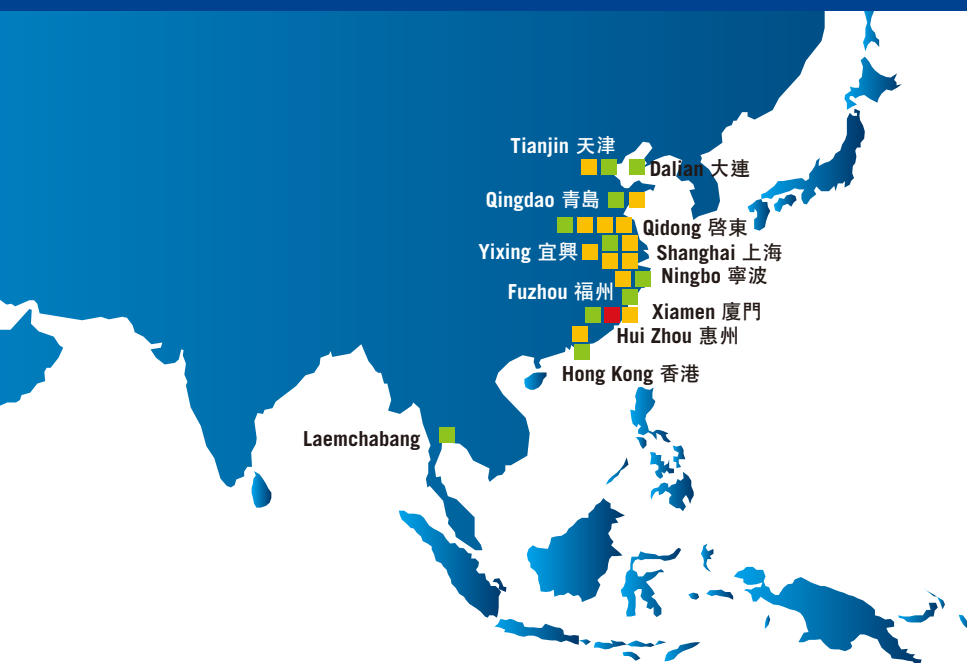 Tianjin 天津
Dalian 大連
Qingdao 青島
Qidong 啓東
Yixing 宜興
Shanghai 上海
Ningbo 寧波
Fuzhou 福州
Xiamen 廈門
Hui Zhou 惠州
Hong Kong 香港
Laemchabang